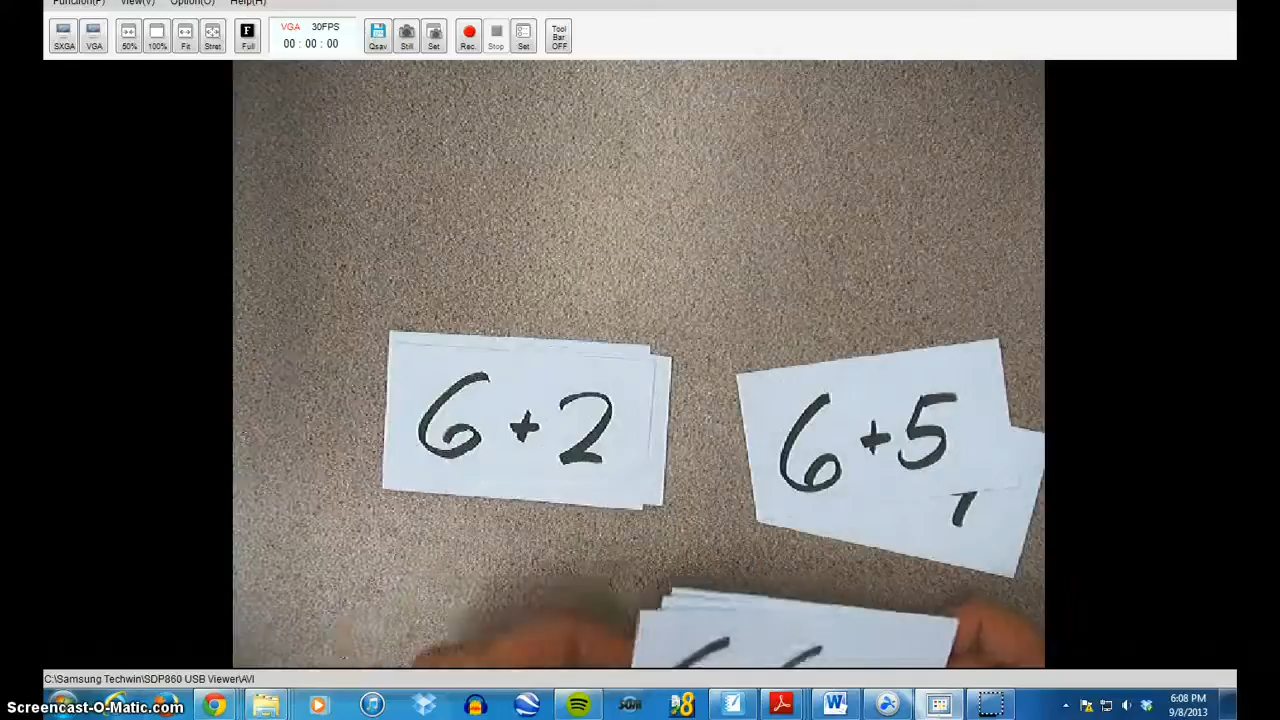 Function(F) View(V) Option(O) Help(H)
SXGA VGA 50% 100% Fit Stret Full VGA 30FPS 00 : 00 : 00 Qsav Still Set Rec. Stop Set Tool Bar OFF
6+2
6+5
C:\Samsung Techwin\SDP860 USB Viewer\AVI
Screencast-O-Matic.com
6:08 PM
9/8/2013